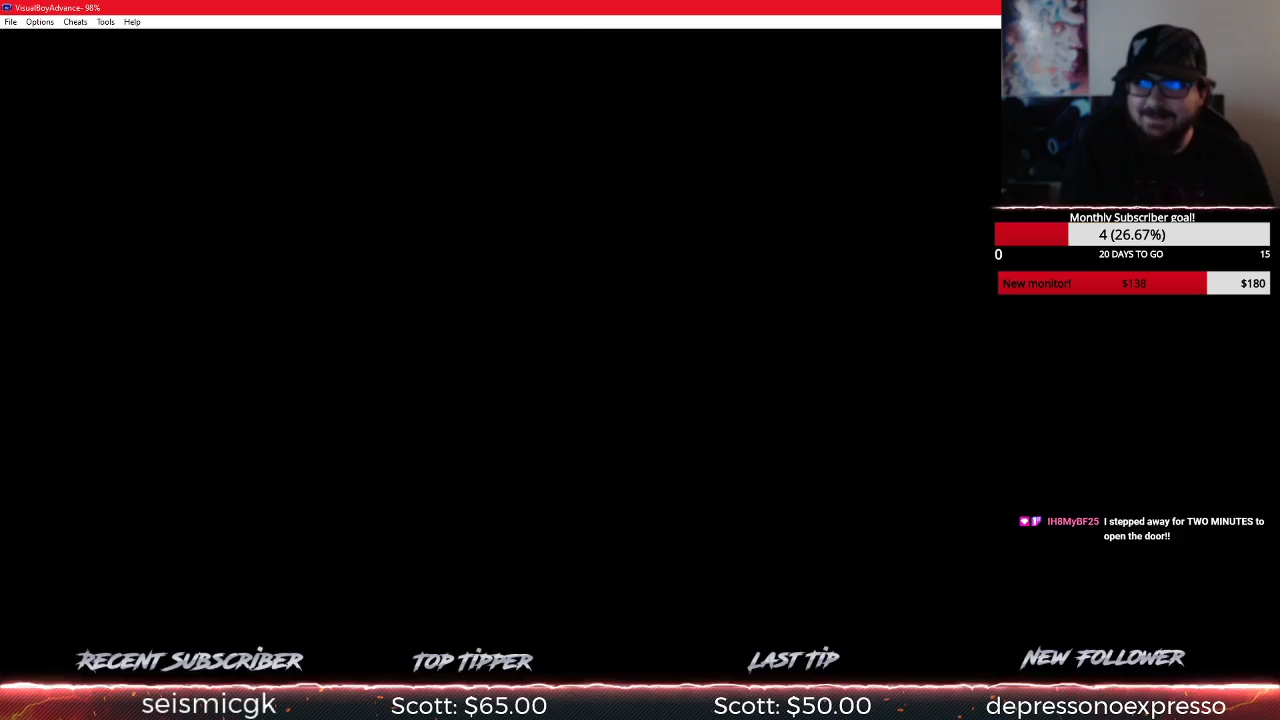 VisualBoyAdvance- 98%
File Options Cheats Tools Help
Monthly Subscriber goal!
4 (26.67%)
0 20 DAYS TO GO 15
New monitor! $138 $180
IH8MyBF25 I stepped away for TWO MINUTES to
open the door!!
RECENT SUBSCRIBER TOP TIPPER LAST TIP NEW FOLLOWER
seismicgk Scott: $65.00 Scott: $50.00 depressonoexpresso